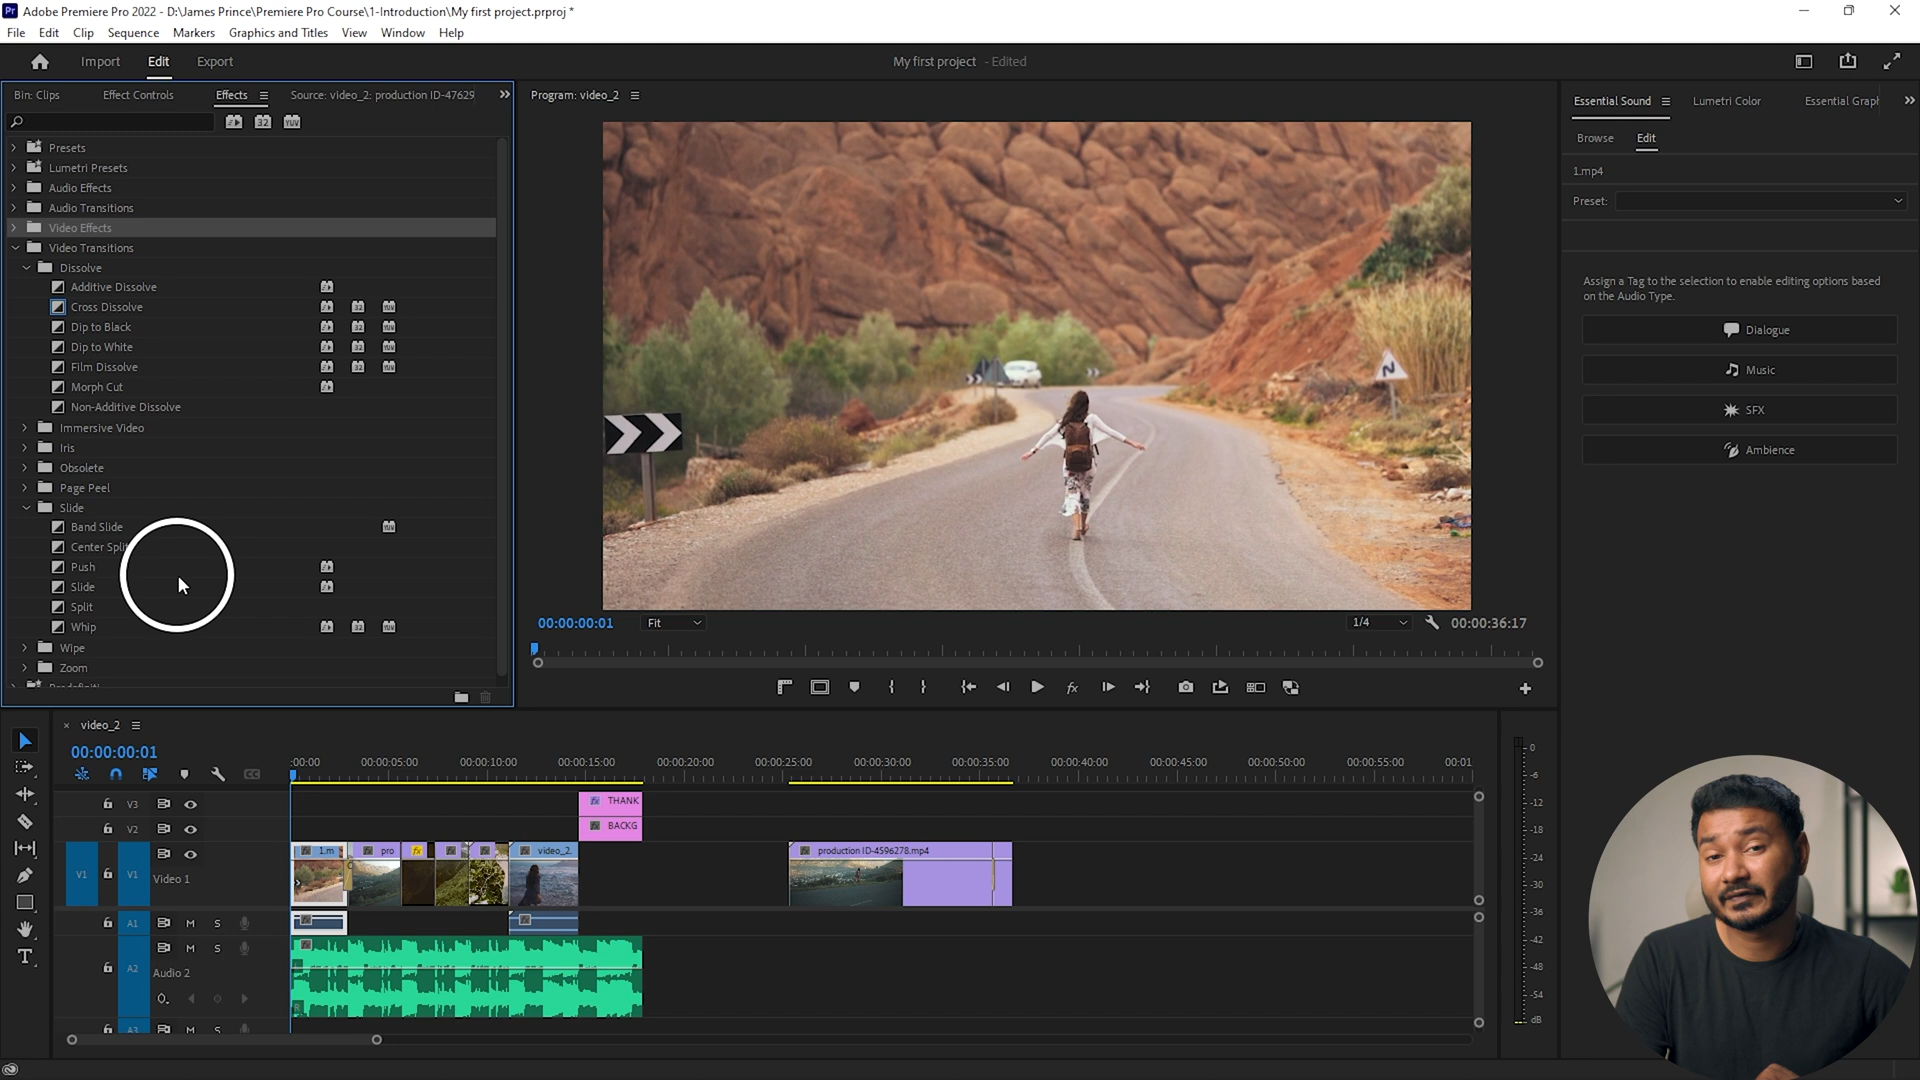 Adobe Premiere Pro 2022 - D:\James Prince\Premiere Pro Course\1-Introduction\My first project.prproj *
File Edit Clip Sequence Markers Graphics and Titles View Window Help
Import Edit Export
My first project - Edited
Bin: Clips Effect Controls Effects Source: video_2: production ID-47629
Presets
Lumetri Presets
Audio Effects
Audio Transitions
Video Effects
Video Transitions
Dissolve
Additive Dissolve
Cross Dissolve
Dip to Black
Dip to White
Film Dissolve
Morph Cut
Non-Additive Dissolve
Immersive Video
Iris
Obsolete
Page Peel
Slide
Band Slide
Center Split
Push
Slide
Split
Whip
Wipe
Zoom
Program: video_2
00:00:00:01 Fit 1/4 00:00:36:17
Essential Sound Lumetri Color Essential Graph
Browse Edit
1.mp4
Preset:
Assign a Tag to the selection to enable editing options based
on the Audio Type.
Dialogue
Music
SFX
Ambience
video_2
00:00:00:01
:00:00 00:00:05:00 00:00:10:00 00:00:15:00 00:00:20:00 00:00:25:00 00:00:30:00 00:00:35:00 00:00:40:00 00:00:45:00 00:00:50:00 00:00:55:00 00:01
V3 THANK
V2 BACKG
1.m pro video_2. production ID-4596278.mp4
V1 V1 Video 1
A1 M S
M S
A2 Audio 2
R
A3 M S
0
-6
-12
-18
-24
-30
-36
-42
-48
-54
dB